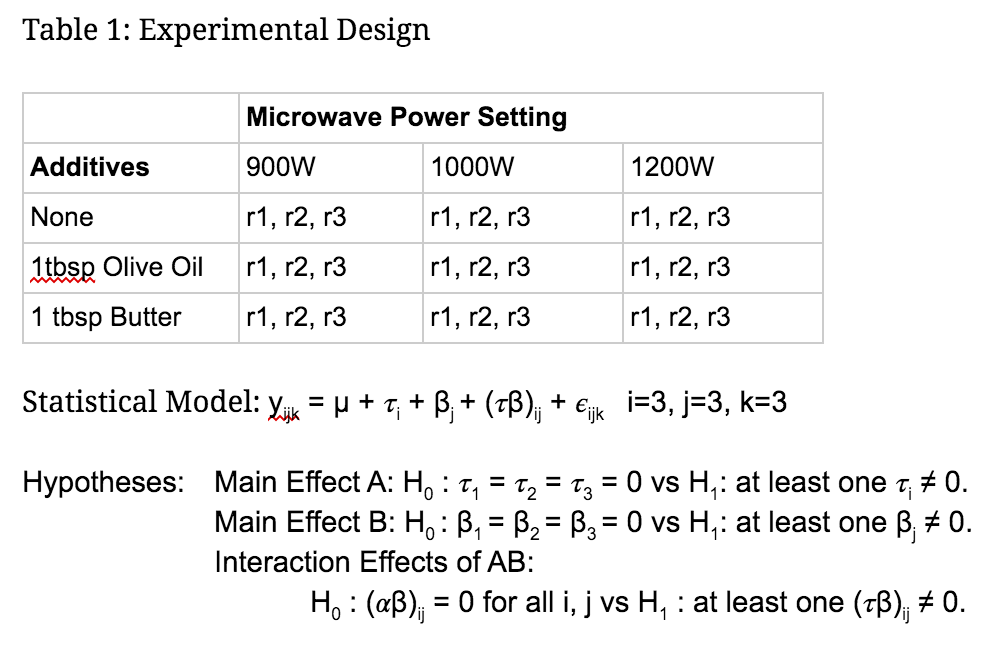 Table 1: Experimental Design
Microwave Power Setting
Additives 900W 1000W 1200W
None r1, r2, r3 r1, r2, r3 r1, r2, r3
1tbsp Olive Oil r1, r2, r3 r1, r2, r3 r1, r2, r3
1 tbsp Butter r1, r2, r3 r1, r2, r3 r1, r2, r3
Statistical Model: yᵢⱼₖ = μ + τᵢ + βⱼ + (τβ)ᵢⱼ + ϵᵢⱼₖ i=3, j=3, k=3
Hypotheses: Main Effect A: H₀ : τ₁ = τ₂ = τ₃ = 0 vs H₁: at least one τᵢ ≠ 0.
Main Effect B: H₀ : β₁ = β₂ = β₃ = 0 vs H₁: at least one βⱼ ≠ 0.
Interaction Effects of AB:
H₀ : (αβ)ᵢⱼ = 0 for all i, j vs H₁ : at least one (τβ)ᵢⱼ ≠ 0.